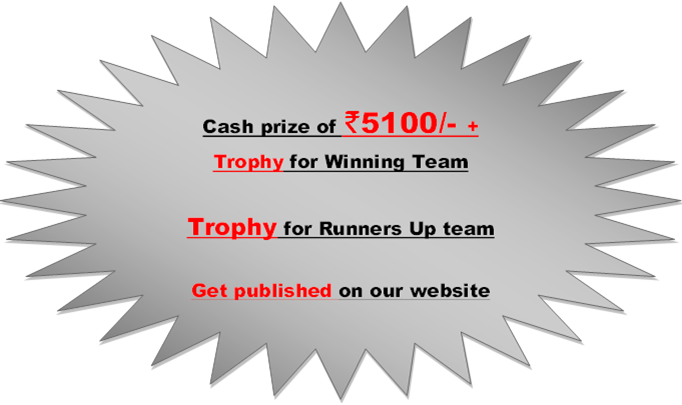 Cash prize of ₹5100/- +
Trophy for Winning Team
Trophy for Runners Up team
Get published on our website